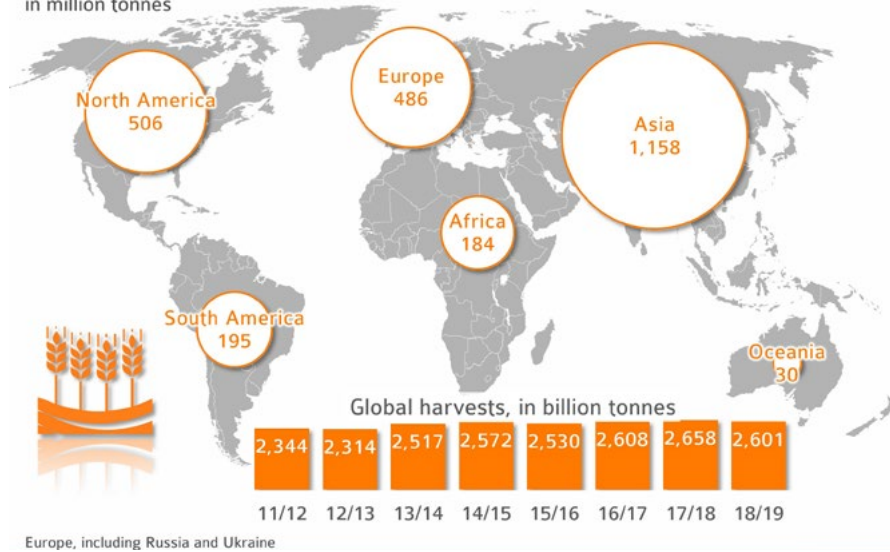 in million tonnes
North America
506
Europe
486
Asia
1,158
Africa
184
South America
195
Oceania
30
Global harvests, in billion tonnes
2,344 2,314 2,517 2,572 2,530 2,608 2,658 2,601
11/12 12/13 13/14 14/15 15/16 16/17 17/18 18/19
Europe, including Russia and Ukraine